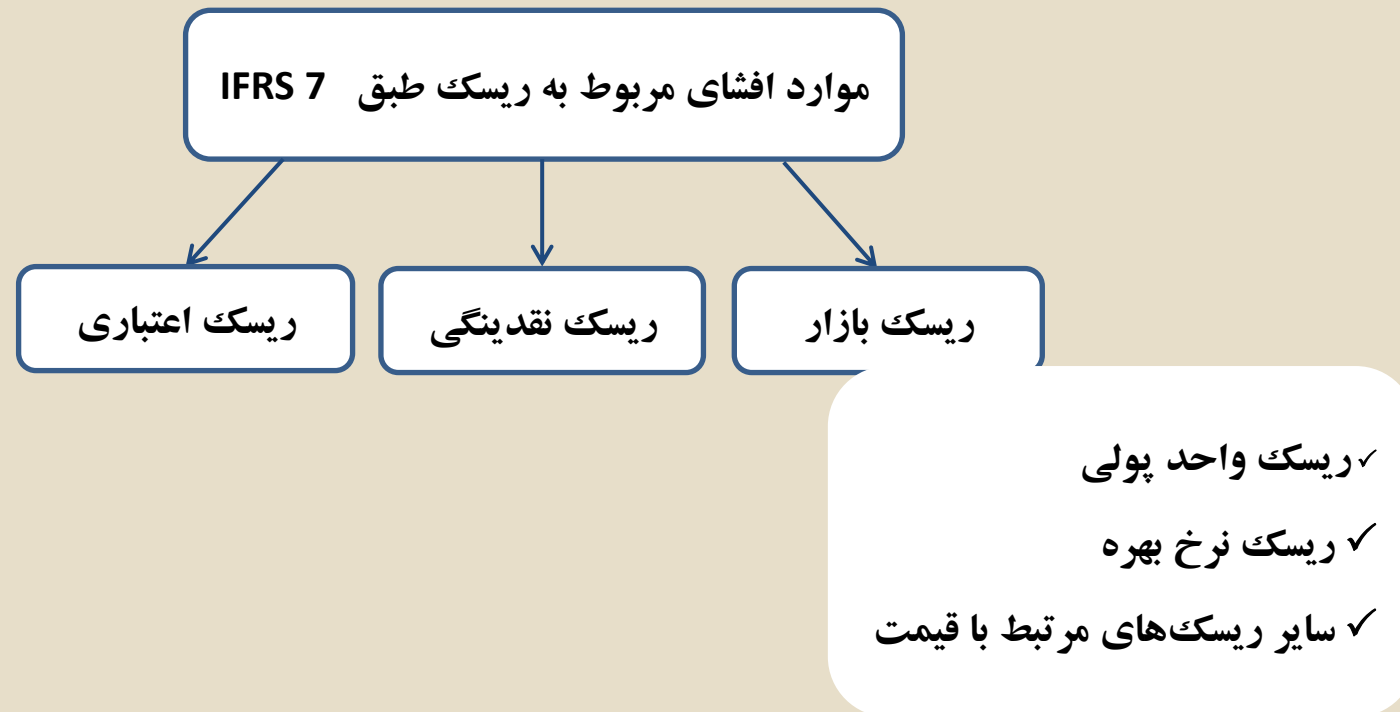 موارد افشای مربوط به ریسک طبق IFRS 7
ریسک بازار
ریسک نقدینگی
ریسک اعتباری
✓ریسک واحد پولی
✓ ریسک نرخ بهره
✓ سایر ریسک‌های مرتبط با قیمت